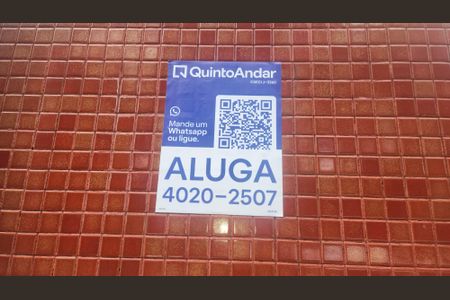 QuintoAndar
Mande um
Whatsapp
ou ligue.
ALUGA
4020-2507